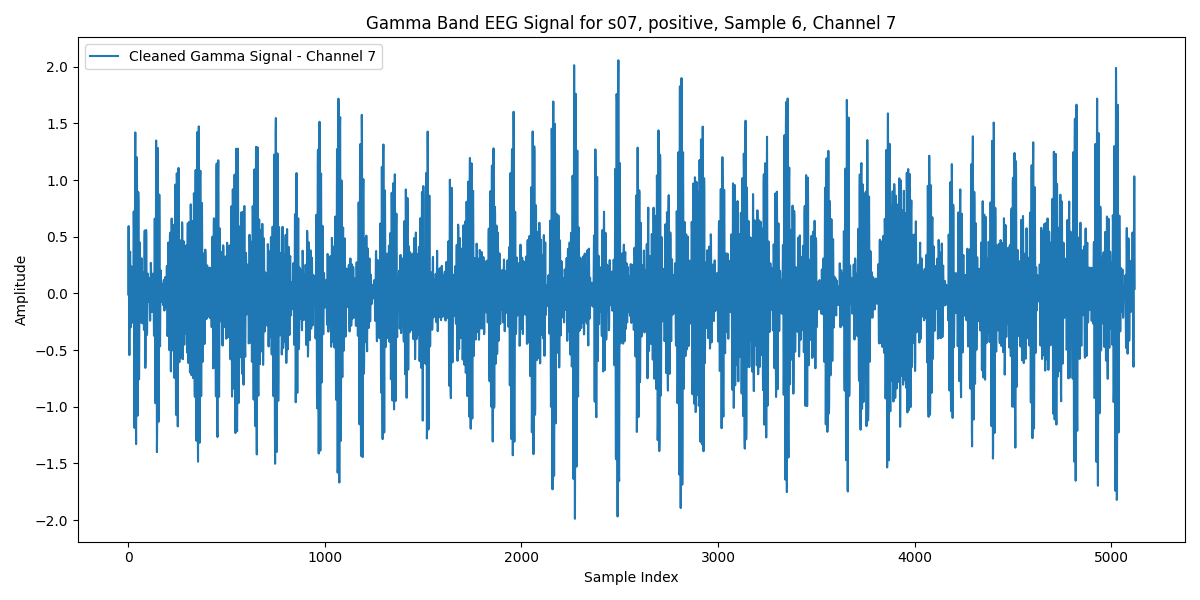 Gamma Band EEG Signal for s07, positive, Sample 6, Channel 7
Cleaned Gamma Signal - Channel 7
2.0
1.5
1.0
0.5
0.0
−0.5
−1.0
−1.5
−2.0
Amplitude
0 1000 2000 3000 4000 5000
Sample Index